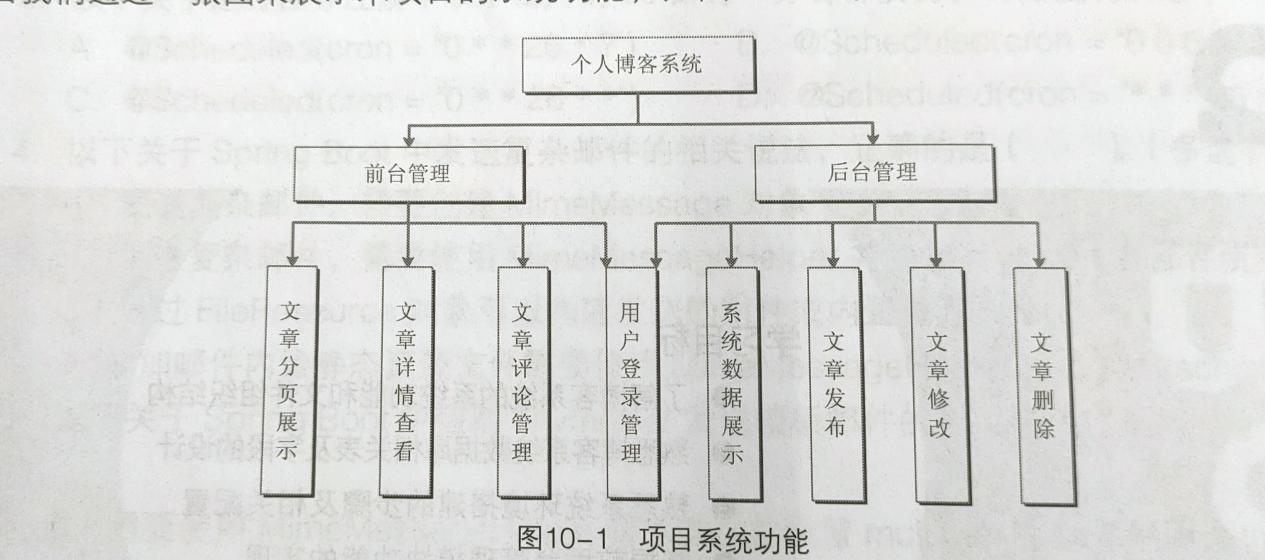 个人博客系统
前台管理
后台管理
文章分页展示
文章详情查看
文章评论管理
用户登录管理
系统数据展示
文章发布
文章修改
文章删除
图10-1 项目系统功能